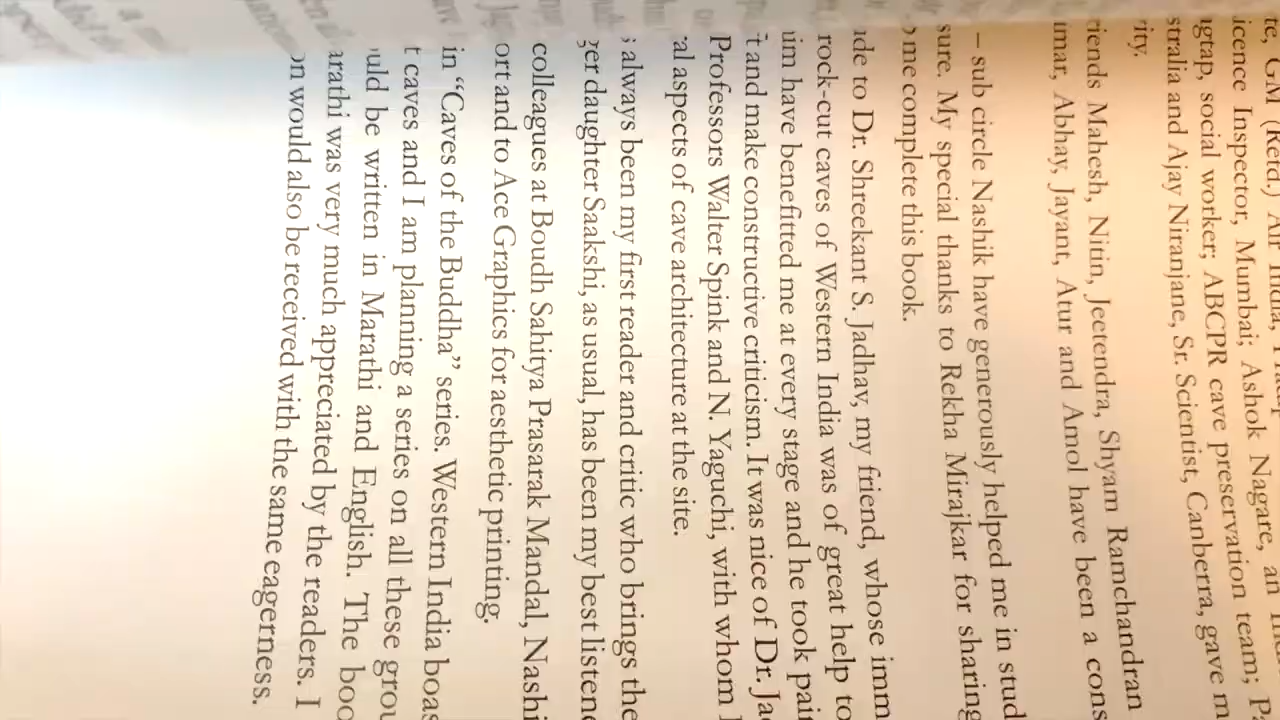 te, GM (Retd.) All India,
icence Inspector, Mumbai; Ashok Nagare, an
agtap, social worker; ABCPR cave preservation team; Pa
stralia and Ajay Niranjane, Sr. Scientist, Canberra, gave m
rity.
riends Mahesh, Nitin, Jeetendra, Shyam Ramchandran
umar, Abhay, Jayant, Atur and Amol have been a cons
– sub circle Nashik have generously helped me in stud
sure. My special thanks to Rekha Mirajkar for sharing
o me complete this book.
ude to Dr. Shreekant S. Jadhav, my friend, whose imm
rock-cut caves of Western India was of great help to
him have benefitted me at every stage and he took pai
t and make constructive criticism. It was nice of Dr. Ja
Professors Walter Spink and N. Yaguchi, with whom I
al aspects of cave architecture at the site.
s always been my first reader and critic who brings the
ger daughter Saakshi, as usual, has been my best listene
colleagues at Boudh Sahitya Prasarak Mandal, Nashi
ort and to Ace Graphics for aesthetic printing.
in “Caves of the Buddha” series. Western India boas
t caves and I am planning a series on all these grou
uld be written in Marathi and English. The boo
arathi was very much appreciated by the readers. I
on would also be received with the same eagerness.